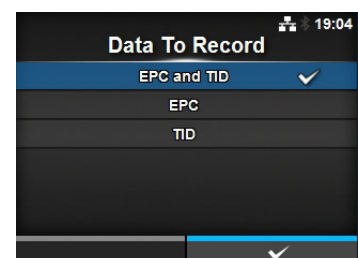 19:04
Data To Record
EPC and TID
EPC
TID